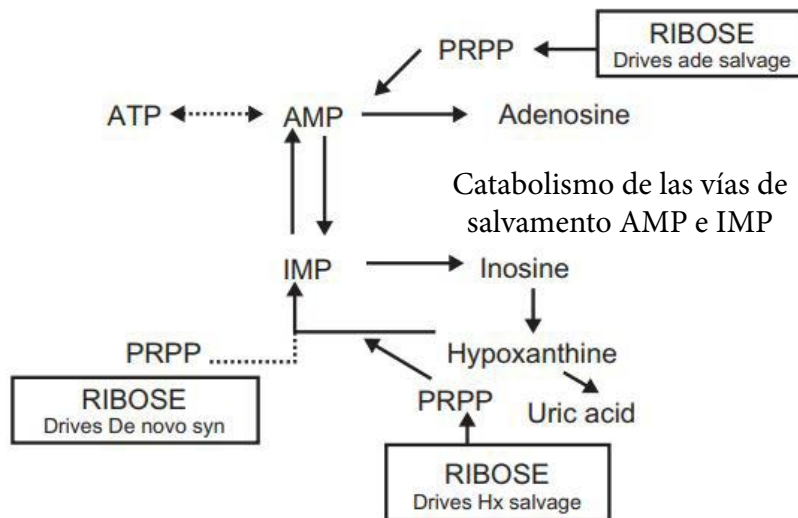 PRPP
RIBOSE
Drives ade salvage
ATP
AMP
Adenosine
Catabolismo de las vías de
salvamento AMP e IMP
IMP
Inosine
PRPP
Hypoxanthine
RIBOSE
Drives De novo syn
PRPP
Uric acid
RIBOSE
Drives Hx salvage